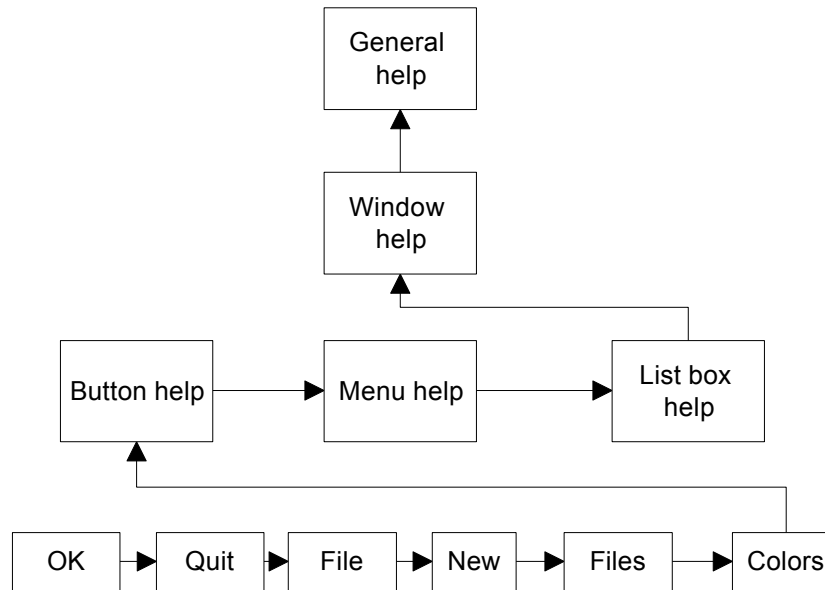 General
help
Window
help
Button help
Menu help
List box
help
OK
Quit
File
New
Files
Colors